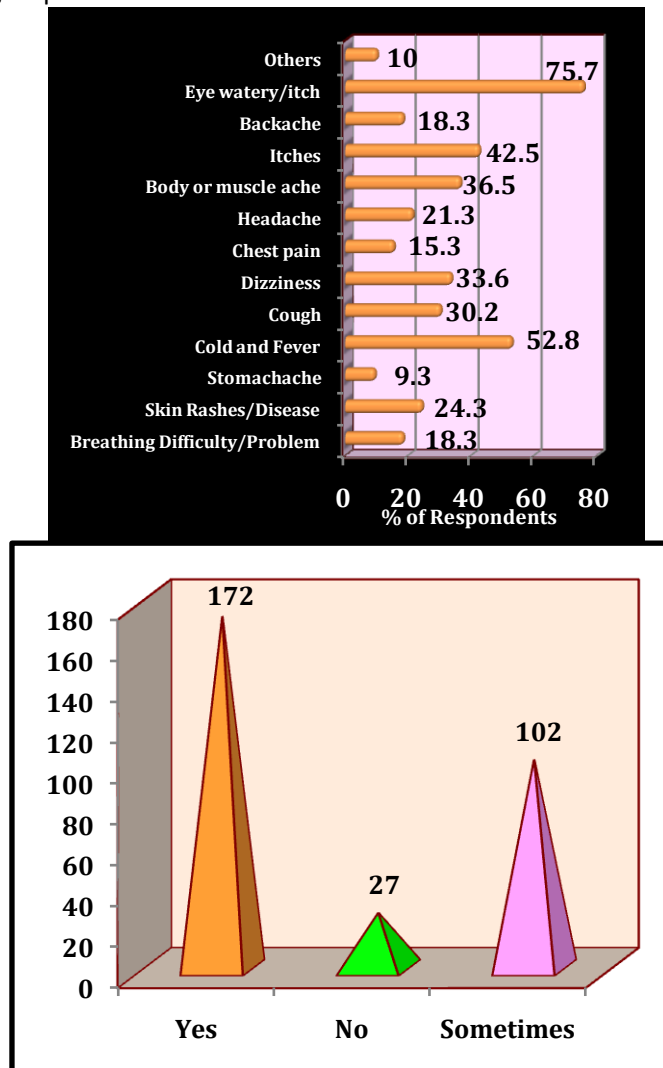 Others 10
Eye watery/itch 75.7
Backache 18.3
Itches 42.5
Body or muscle ache 36.5
Headache 21.3
Chest pain 15.3
Dizziness 33.6
Cough 30.2
Cold and Fever 52.8
Stomachache 9.3
Skin Rashes/Disease 24.3
Breathing Difficulty/Problem 18.3
0 20 40 60 80
% of Respondents
180
160
140
120
100
80
60
40
20
0
172
27
102
Yes No Sometimes